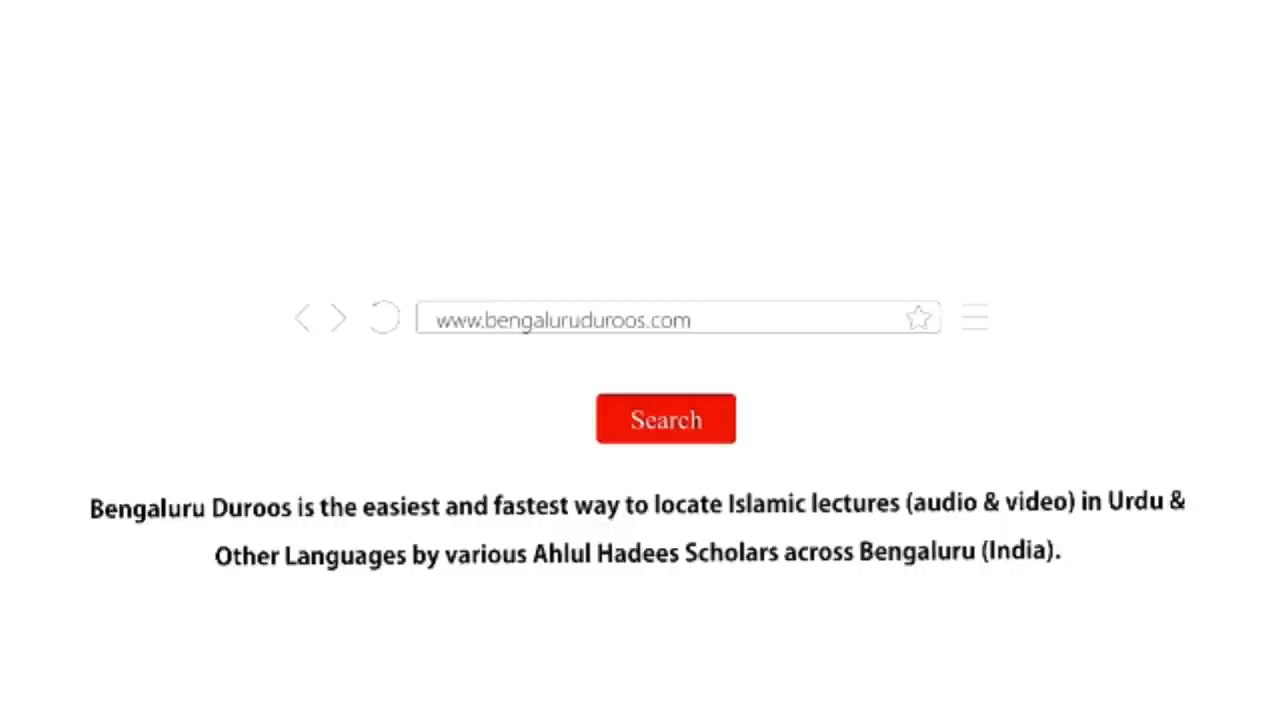 www.bengaluruduroos.com
Search
Bengaluru Duroos is the easiest and fastest way to locate Islamic lectures (audio & video) in Urdu &
Other Languages by various Ahlul Hadees Scholars across Bengaluru (India).